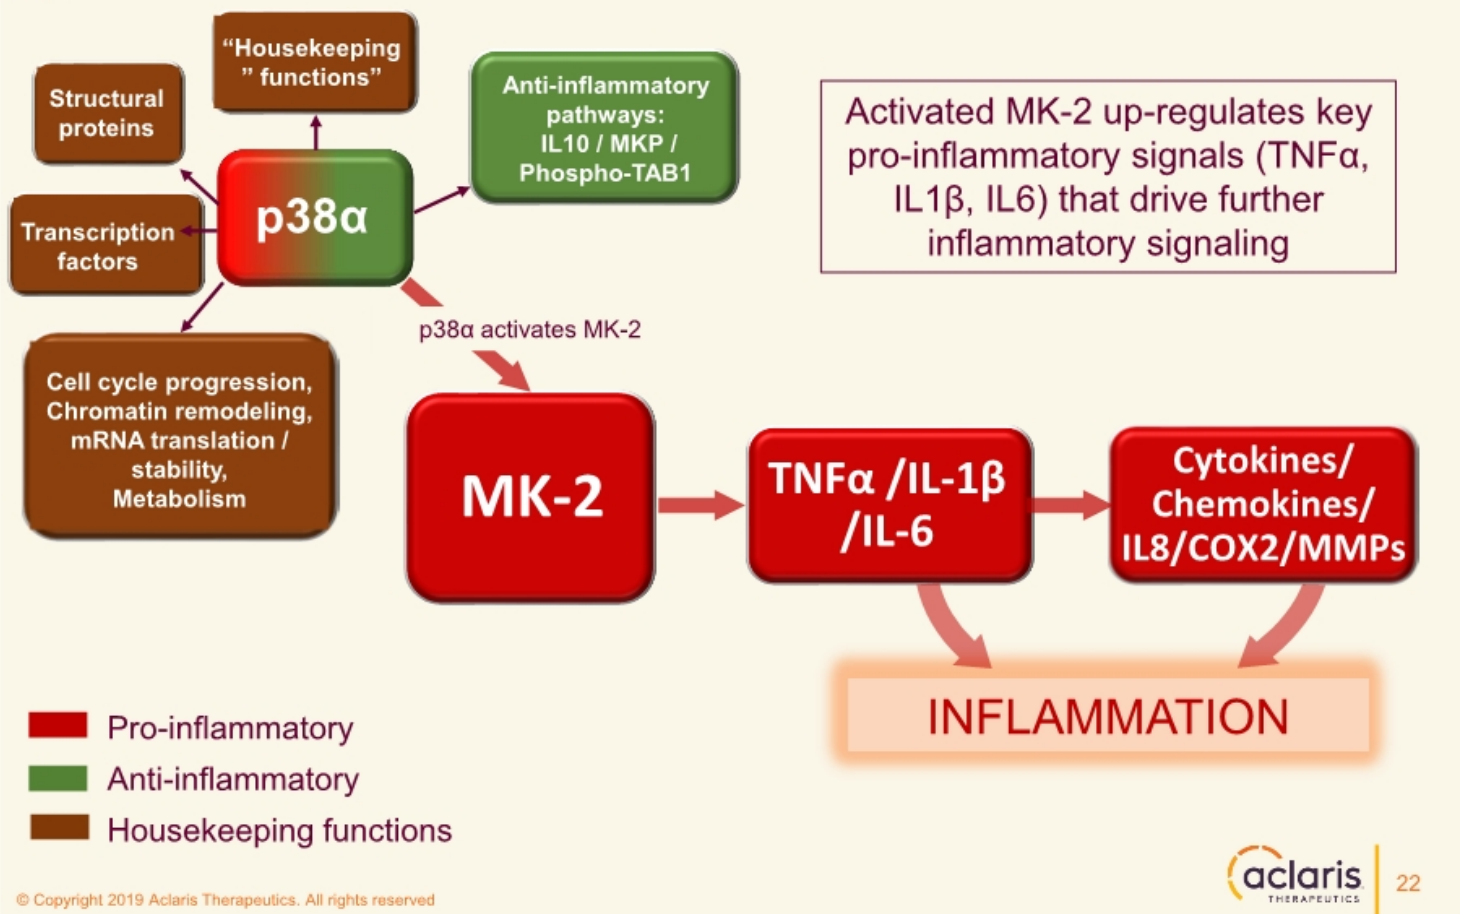 “Housekeeping
” functions”
Structural
proteins
Anti-inflammatory
pathways:
IL10 / MKP /
Phospho-TAB1
Activated MK-2 up-regulates key
pro-inflammatory signals (TNFα,
IL1β, IL6) that drive further
inflammatory signaling
p38α
Transcription
factors
p38α activates MK-2
Cell cycle progression,
Chromatin remodeling,
mRNA translation /
stability,
Metabolism
MK-2
TNFα /IL-1β
/IL-6
Cytokines/
Chemokines/
IL8/COX2/MMPs
INFLAMMATION
Pro-inflammatory
Anti-inflammatory
Housekeeping functions
© Copyright 2019 Aclaris Therapeutics. All rights reserved
aclaris
THERAPEUTICS
22